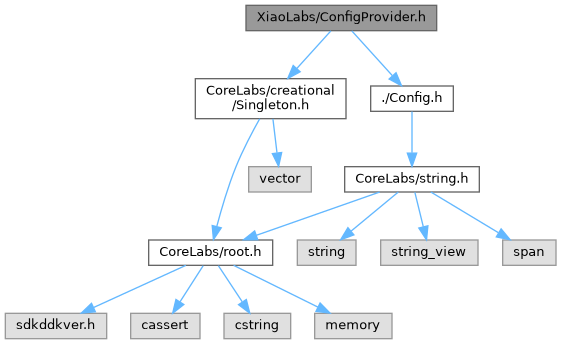 XiaoLabs/ConfigProvider.h
CoreLabs/creational
/Singleton.h
./Config.h
vector
CoreLabs/string.h
CoreLabs/root.h
string
string_view
span
sdkddkver.h
cassert
cstring
memory